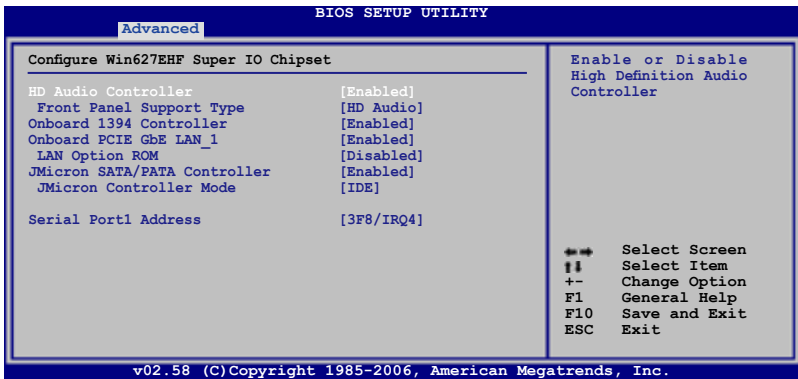 BIOS SETUP UTILITY
Advanced
Configure Win627EHF Super IO Chipset
HD Audio Controller [Enabled]
Front Panel Support Type [HD Audio]
Onboard 1394 Controller [Enabled]
Onboard PCIE GbE LAN_1 [Enabled]
LAN Option ROM [Disabled]
JMicron SATA/PATA Controller [Enabled]
JMicron Controller Mode [IDE]
Serial Port1 Address [3F8/IRQ4]
Enable or Disable
High Definition Audio
Controller
←→ Select Screen
↑↓ Select Item
+- Change Option
F1 General Help
F10 Save and Exit
ESC Exit
v02.58 (C)Copyright 1985-2006, American Megatrends, Inc.